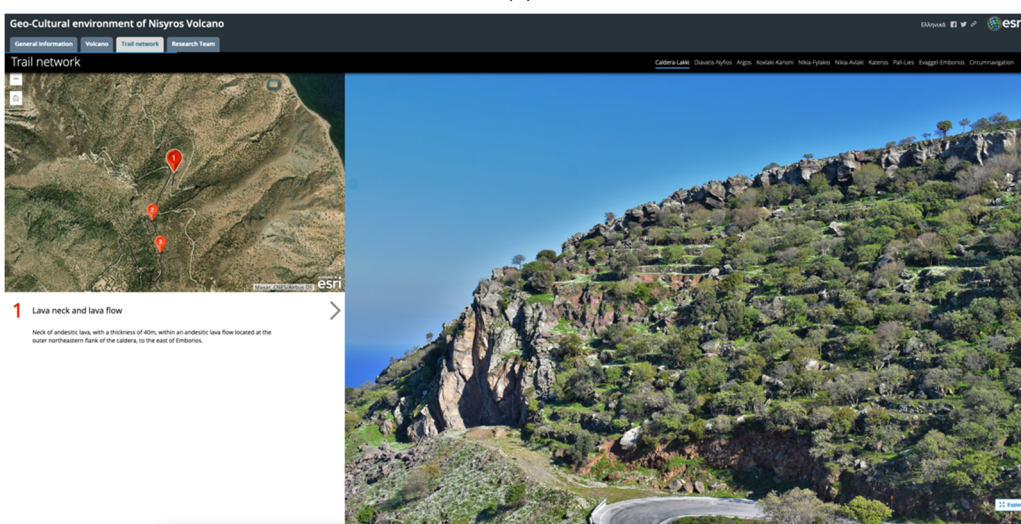 Geo-Cultural environment of Nisyros Volcano
Ελληνικά
esri
General Information Volcano Trail network Research Team
Trail network
Caldera-Lakki Diavatis-Nyfios Argos Xoxlaki-Kanoni Nikia-Fylakio Nikia-Avlaki Kateros Pali-Lies Evaggel-Emborios Circumnavigation
1
2
3
esri
1 Lava neck and lava flow
Neck of andesitic lava, with a thickness of 40m, within an andesitic lava flow located at the
outer northeastern flank of the caldera, to the east of Emborios.